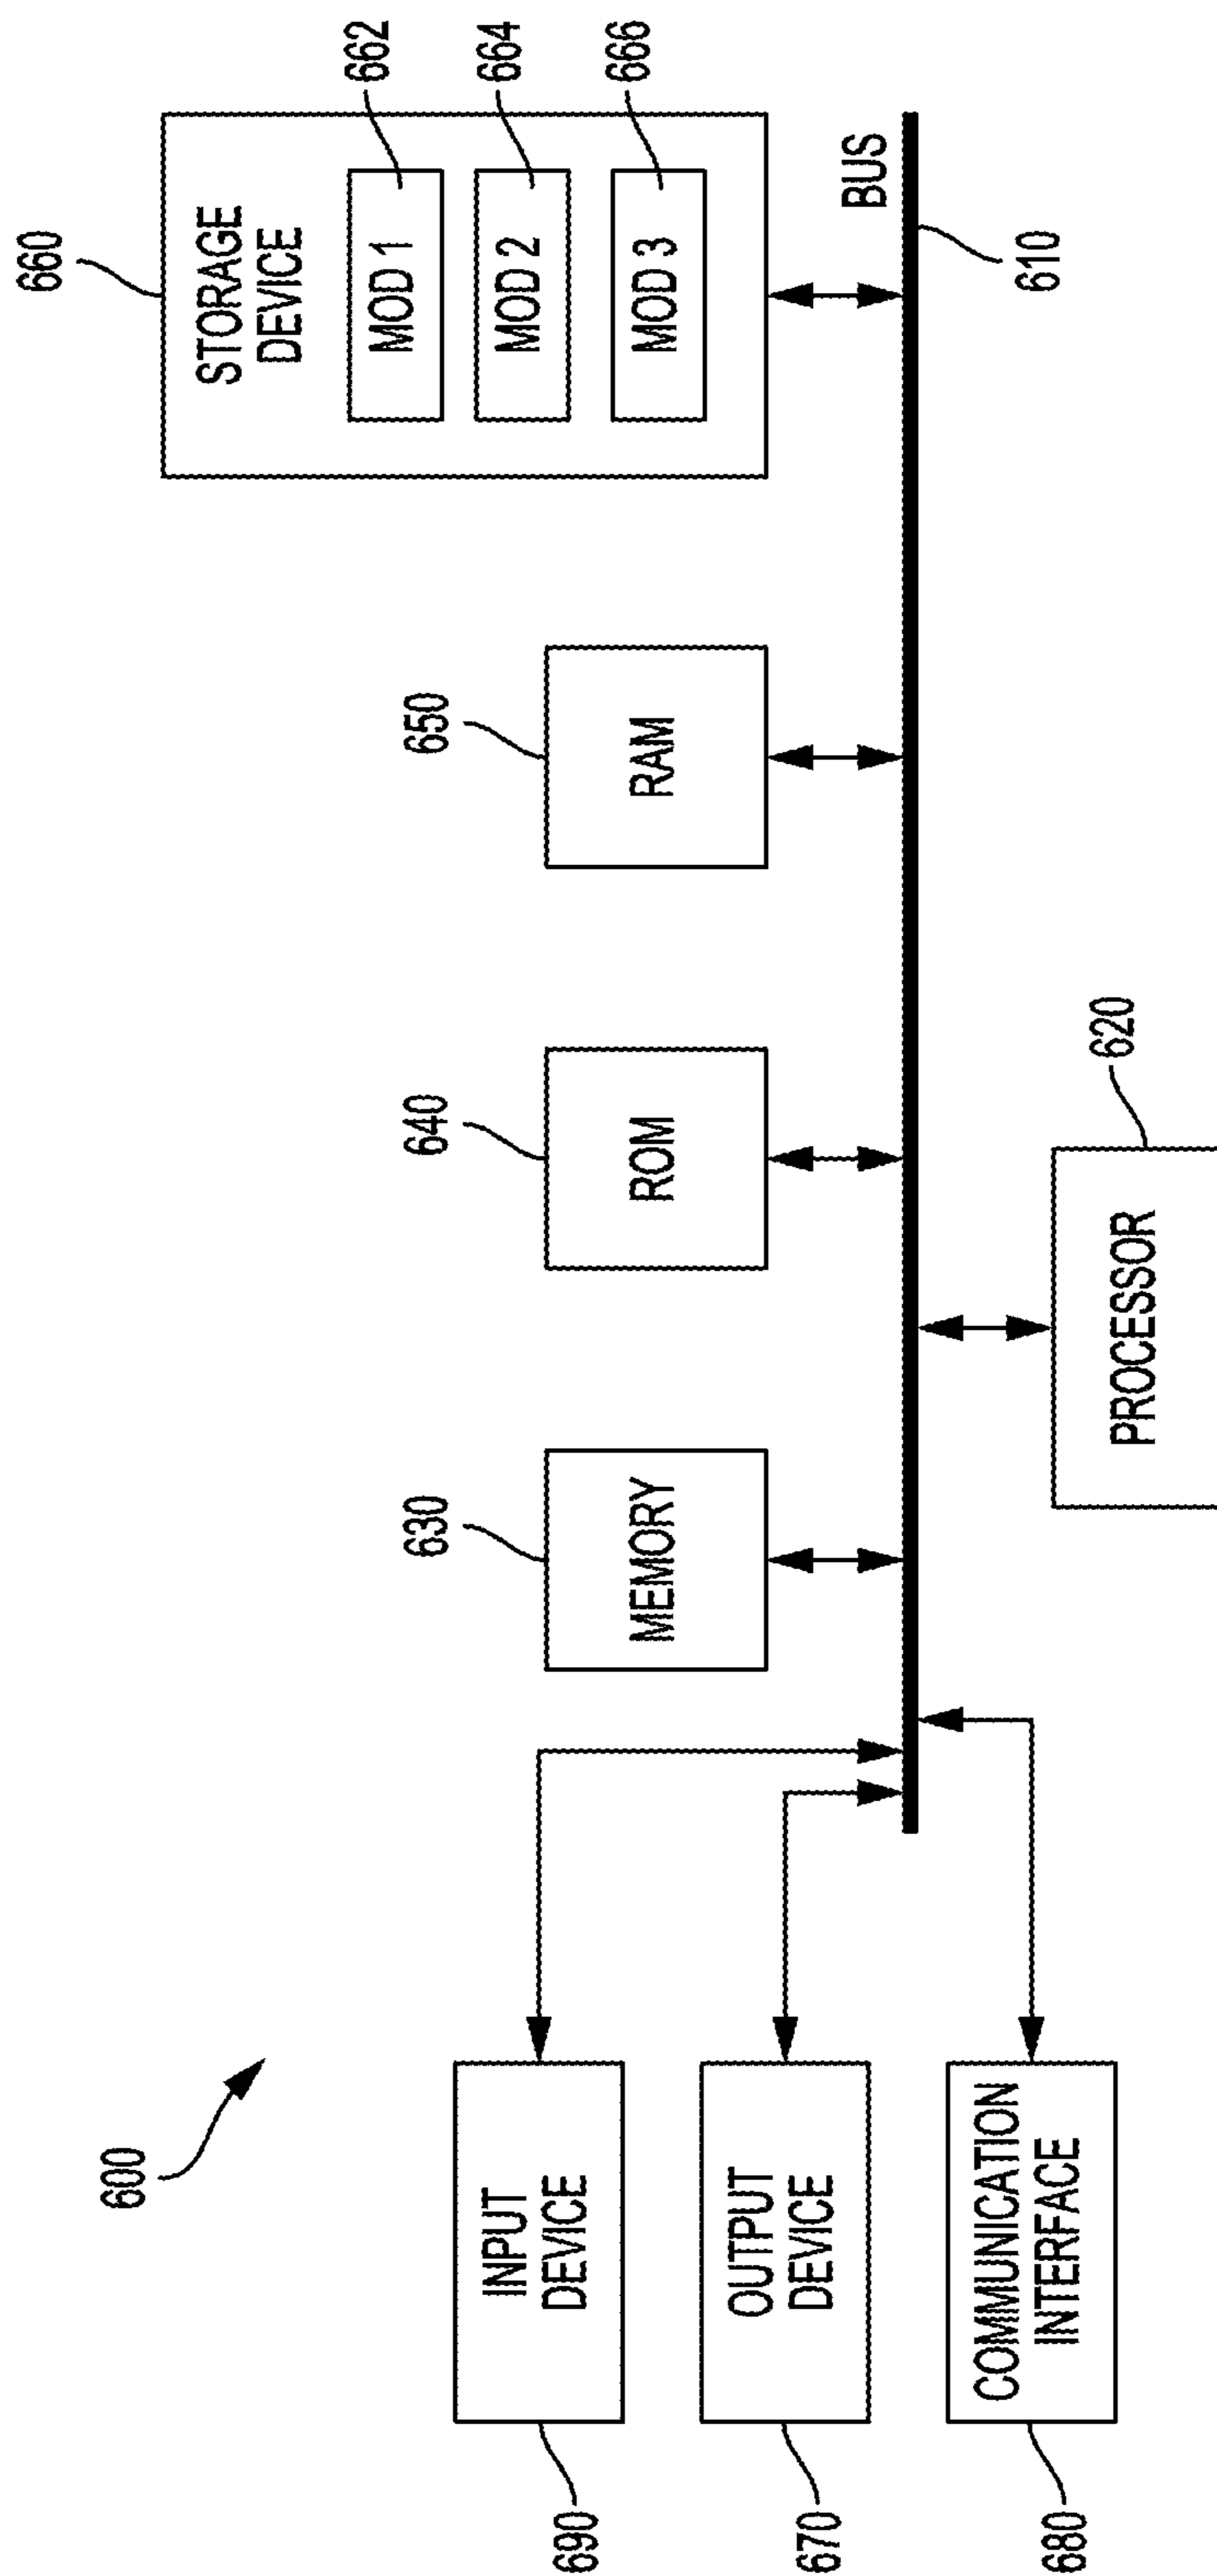 600
690
INPUT
DEVICE
670
OUTPUT
DEVICE
680
COMMUNICATION
INTERFACE
630
MEMORY
640
ROM
650
RAM
660
STORAGE
DEVICE
MOD 1
662
MOD 2
664
MOD 3
666
BUS
610
620
PROCESSOR